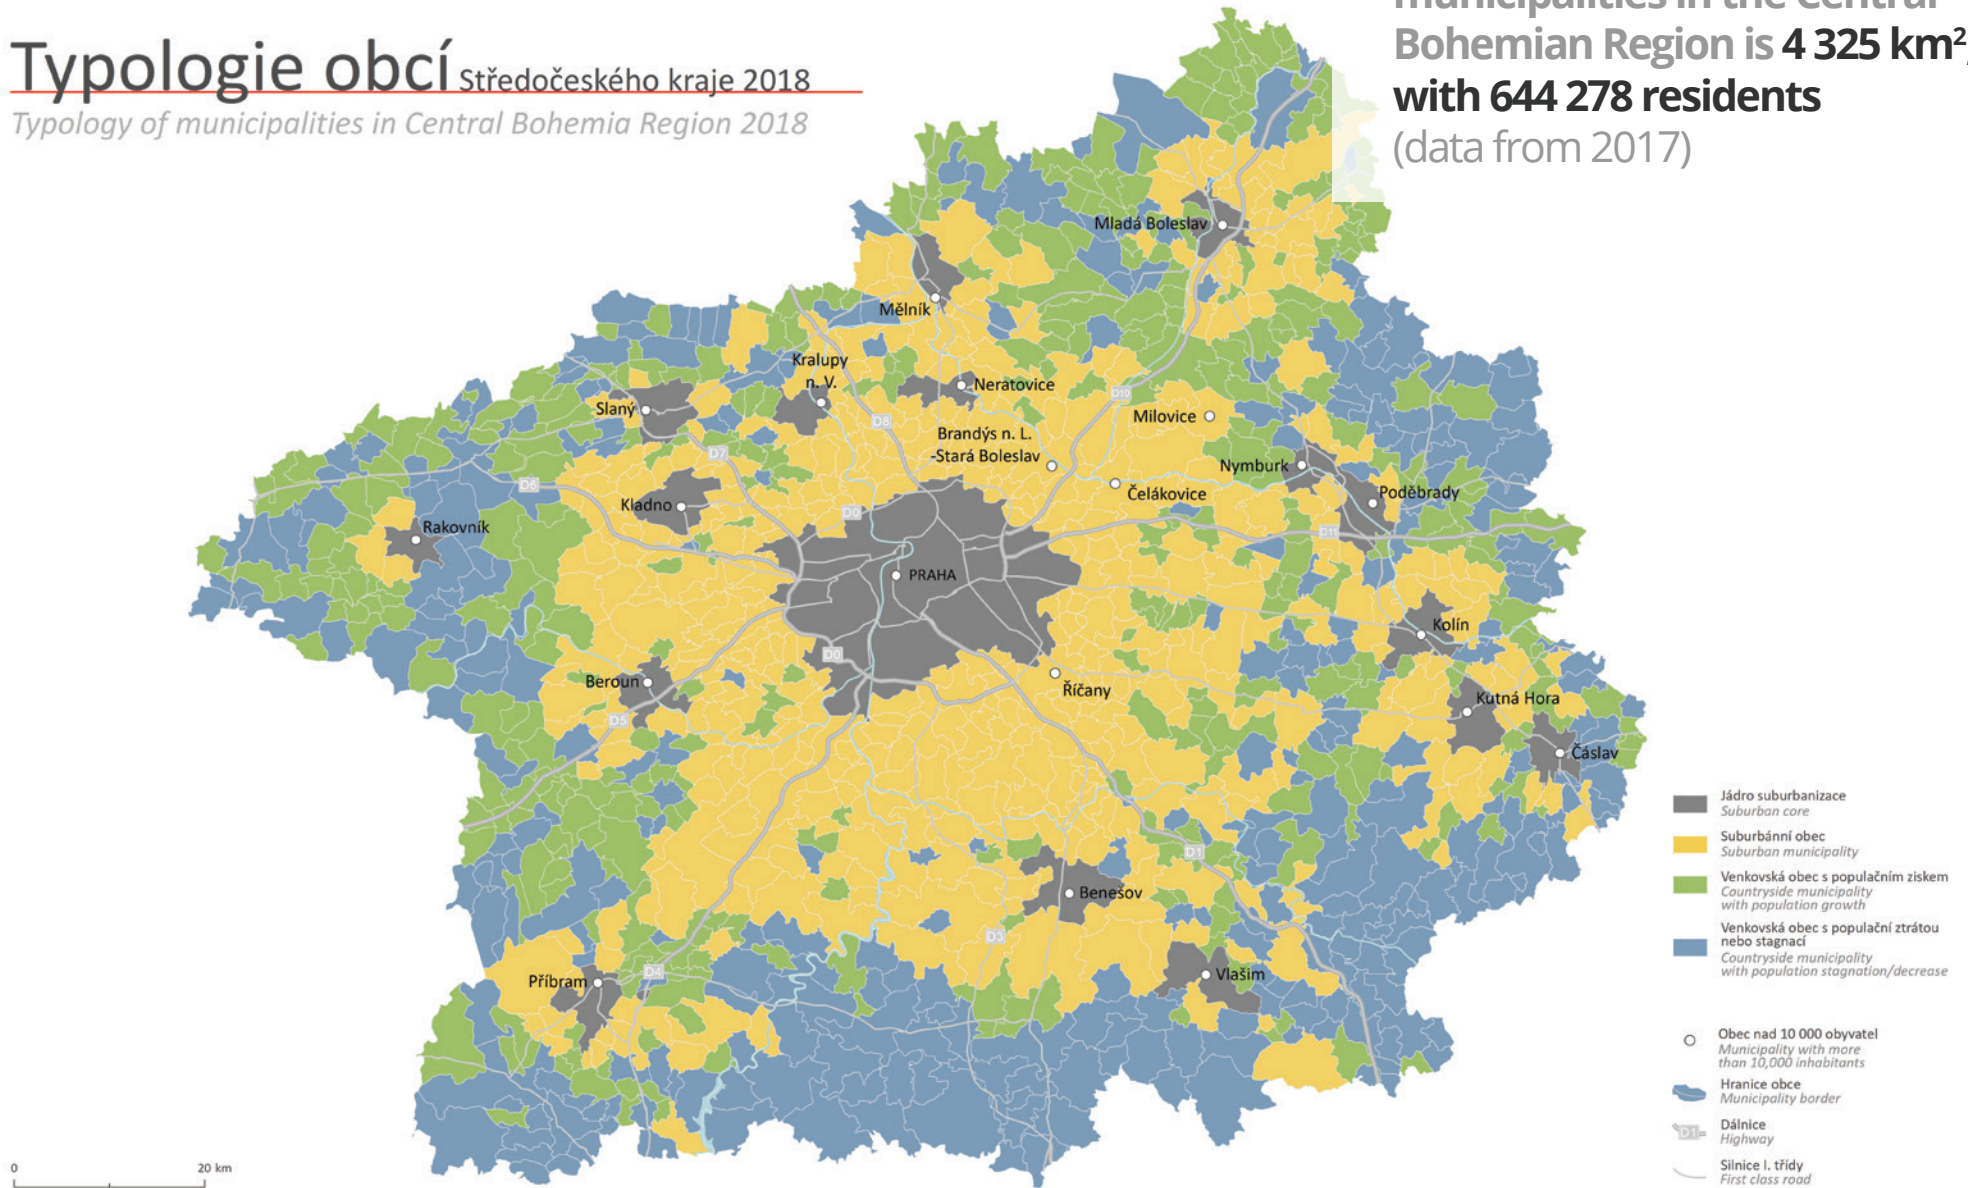 Typologie obcí Středočeského kraje 2018
Typology of municipalities in Central Bohemia Region 2018
municipalities in the Central
Bohemian Region is 4 325 km²,
with 644 278 residents
(data from 2017)
Mladá Boleslav
Mělník
Kralupy
n. V.
Neratovice
Slaný
D10
D8
Milovice
Brandýs n. L.
-Stará Boleslav
D7
Nymburk
D6
Čelákovice
Poděbrady
Kladno
D0
Rakovník
D11
PRAHA
Kolín
D0
Beroun
Říčany
Kutná Hora
D5
Čáslav
D1
Benešov
D3
D4
Vlašim
Příbram
Jádro suburbanizace
Suburban core
Suburbánní obec
Suburban municipality
Venkovská obec s populačním ziskem
Countryside municipality
with population growth
Venkovská obec s populační ztrátou
nebo stagnací
Countryside municipality
with population stagnation/decrease
Obec nad 10 000 obyvatel
Municipality with more
than 10,000 inhabitants
Hranice obce
Municipality border
D1
Dálnice
Highway
Silnice I. třídy
First class road
0 20 km